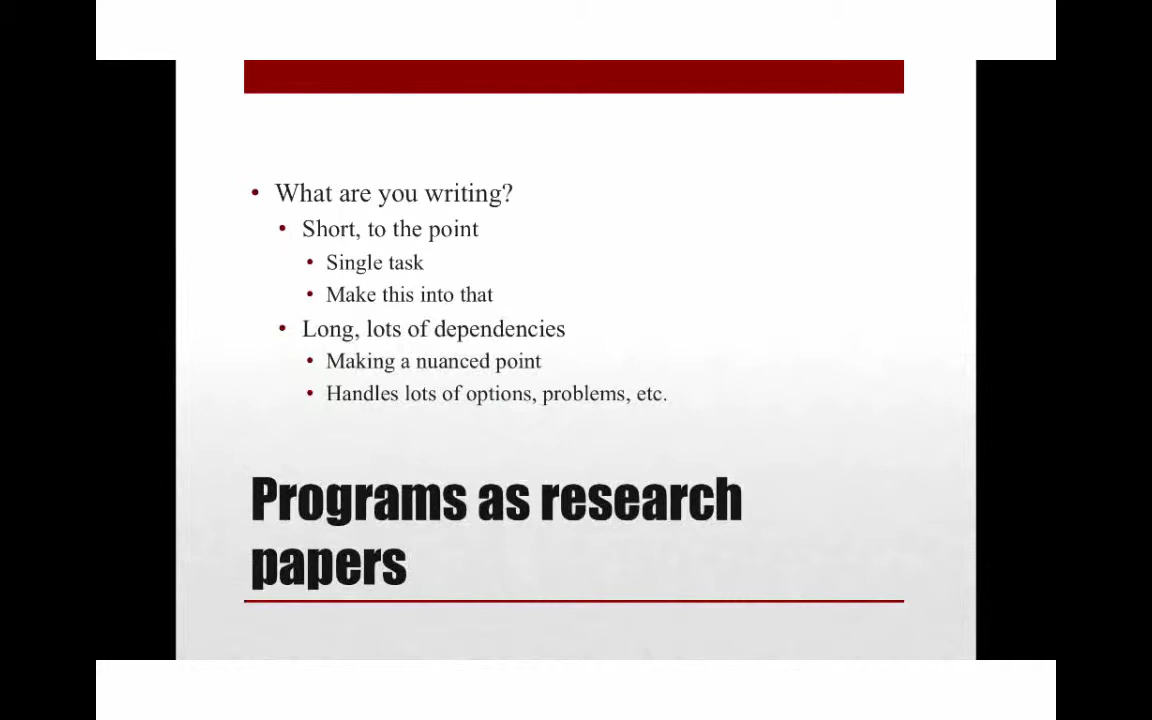 • What are you writing?
• Short, to the point
• Single task
• Make this into that
• Long, lots of dependencies
• Making a nuanced point
• Handles lots of options, problems, etc.
Programs as research
papers